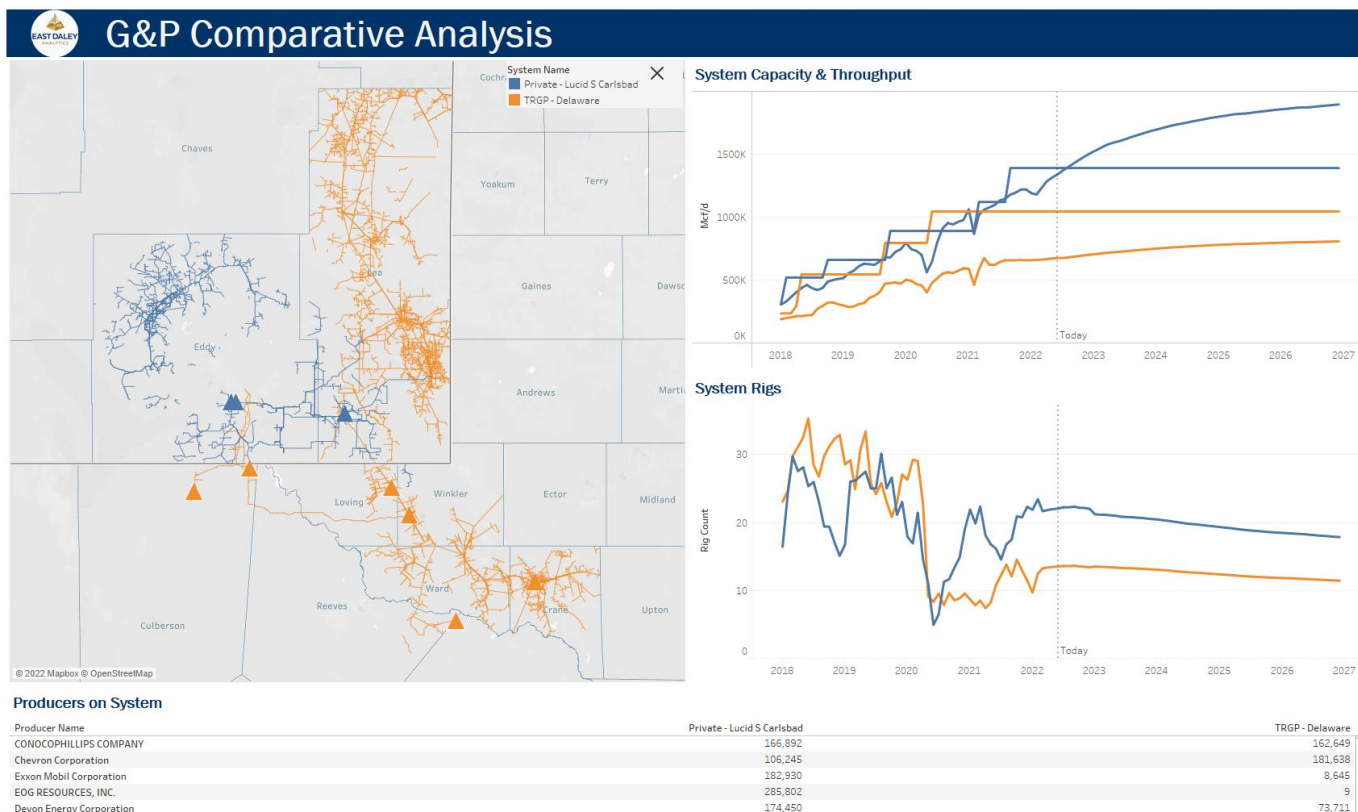 EAST DALEY
ANALYTICS
G&P Comparative Analysis
System Name
Private - Lucid S Carlsbad
TRGP - Delaware
Cochr
Chaves
Yoakum
Terry
Lea
Gaines
Dawso
Eddy
Andrews
Marti
Loving
Winkler
Ector
Midland
Ward
Reeves
Crane
Upton
Culberson
© 2022 Mapbox © OpenStreetMap
System Capacity & Throughput
Mcf/d
1500K
1000K
500K
0K
Today
2018 2019 2020 2021 2022 2023 2024 2025 2026 2027
System Rigs
Rig Count
30
20
10
0
Today
2018 2019 2020 2021 2022 2023 2024 2025 2026 2027
Producers on System
Producer Name Private - Lucid S Carlsbad TRGP - Delaware
CONOCOPHILLIPS COMPANY 166,892 162,649
Chevron Corporation 106,245 181,638
Exxon Mobil Corporation 182,930 8,645
EOG RESOURCES, INC. 285,802 9
Devon Energy Corporation 174,450 73,711